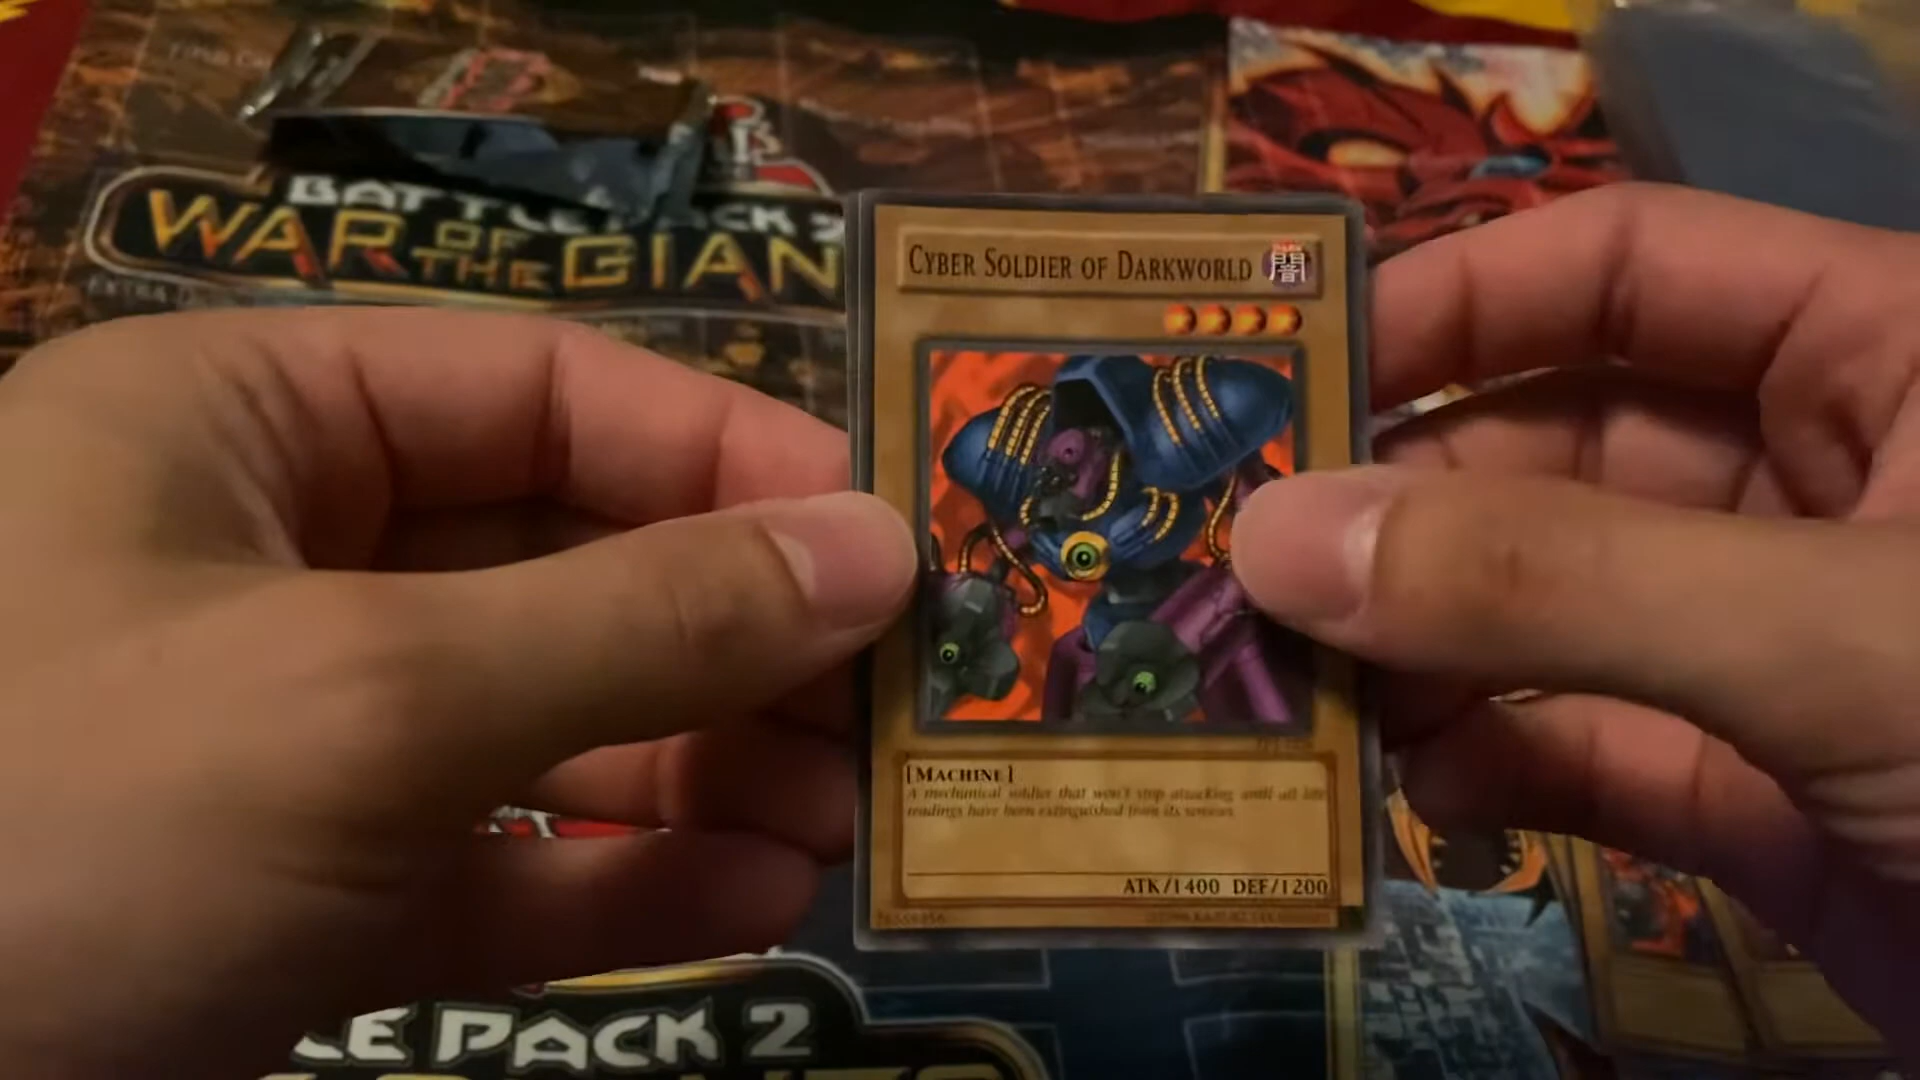 BATTLE PACK 2
WAR OF THE GIAN
CYBER SOLDIER OF DARKWORLD
闇
[MACHINE]
A mechanical soldier that won't stop attacking until all life
readings have been extinguished from its sensors.
ATK/1400 DEF/1200
LE PACK 2